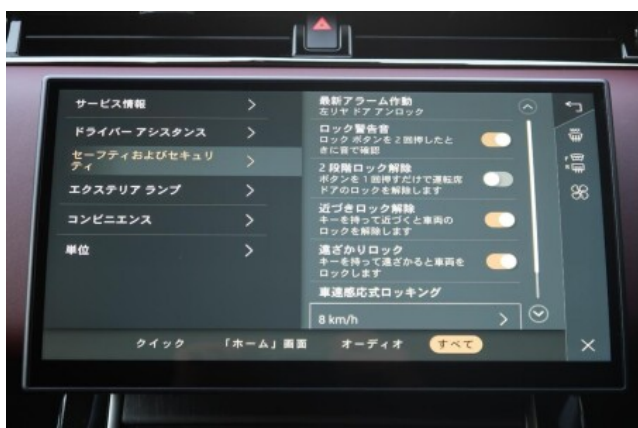 サービス情報
ドライバー アシスタンス
セーフティおよびセキュリ
ティ
エクステリア ランプ
コンビニエンス
単位
最新アラーム作動
左リヤ ドア アンロック
ロック警告音
ロック ボタンを2回押したと
きに音で確認
2段階ロック解除
ボタンを1回押すだけで運転席
ドアのロックを解除します
近づきロック解除
キーを持って近づくと車両の
ロックを解除します
遠ざかりロック
キーを持って遠ざかると車両を
ロックします
車速感応式ロッキング
8 km/h
クイック 「ホーム」画面 オーディオ すべて